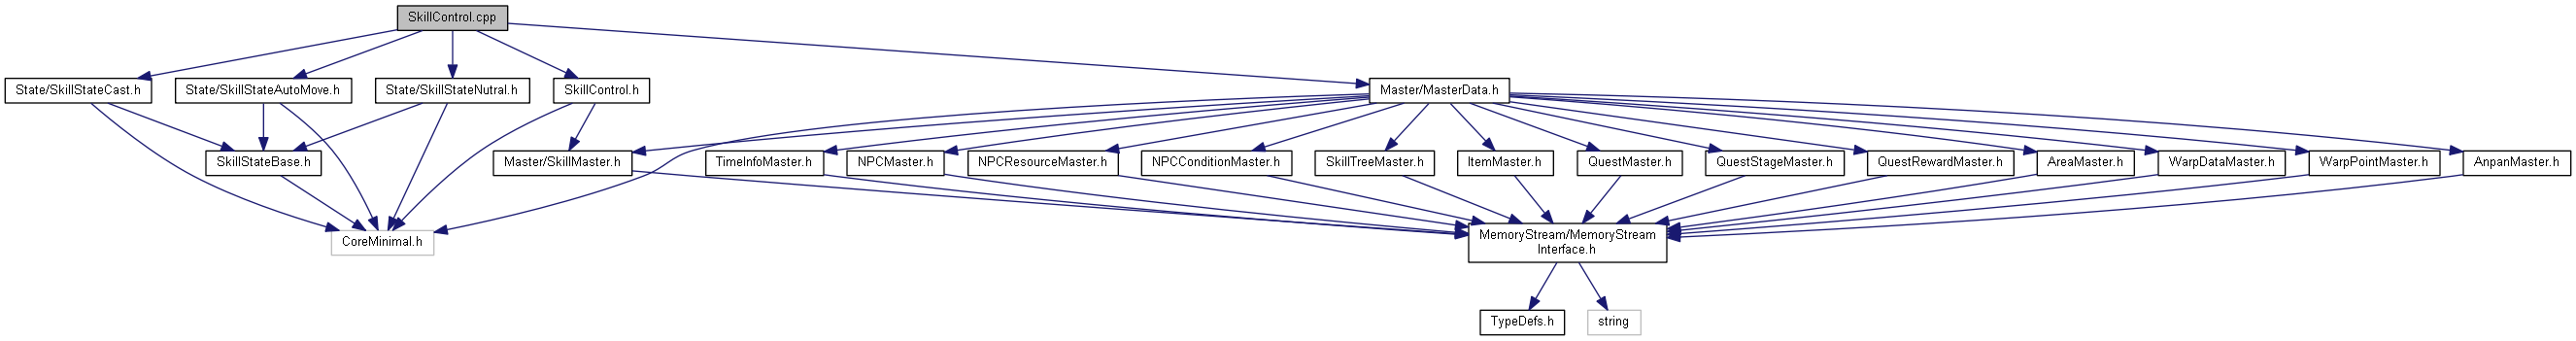 SkillControl.cpp
State/SkillStateCast.h
State/SkillStateAutoMove.h
State/SkillStateNutral.h
SkillControl.h
Master/MasterData.h
SkillStateBase.h
Master/SkillMaster.h
TimeInfoMaster.h
NPCMaster.h
NPCResourceMaster.h
NPCConditionMaster.h
SkillTreeMaster.h
ItemMaster.h
QuestMaster.h
QuestStageMaster.h
QuestRewardMaster.h
AreaMaster.h
WarpDataMaster.h
WarpPointMaster.h
AnpanMaster.h
CoreMinimal.h
MemoryStream/MemoryStream
Interface.h
TypeDefs.h
string